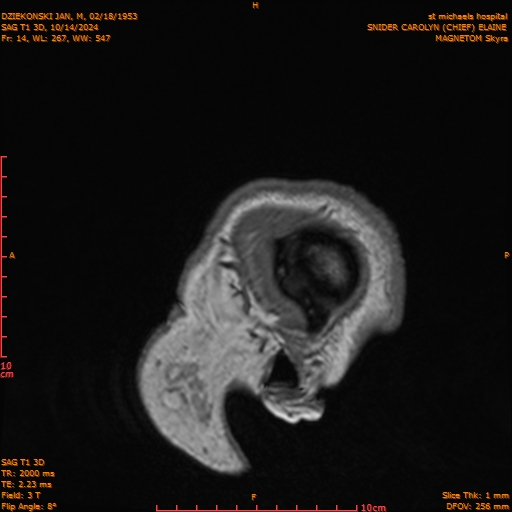 H
DZIEKONSKI JAN, M, 02/18/1953
SAG T1 3D, 10/14/2024
Fr: 14, WL: 267, WW: 547
st michaels hospital
SNIDER CAROLYN (CHIEF) ELAINE
MAGNETOM Skyra
A
P
10
cm
SAG T1 3D
TR: 2000 ms
TE: 2.23 ms
Field: 3 T
Flip Angle: 8°
F
10cm
Slice Thk: 1 mm
DFOV: 256 mm